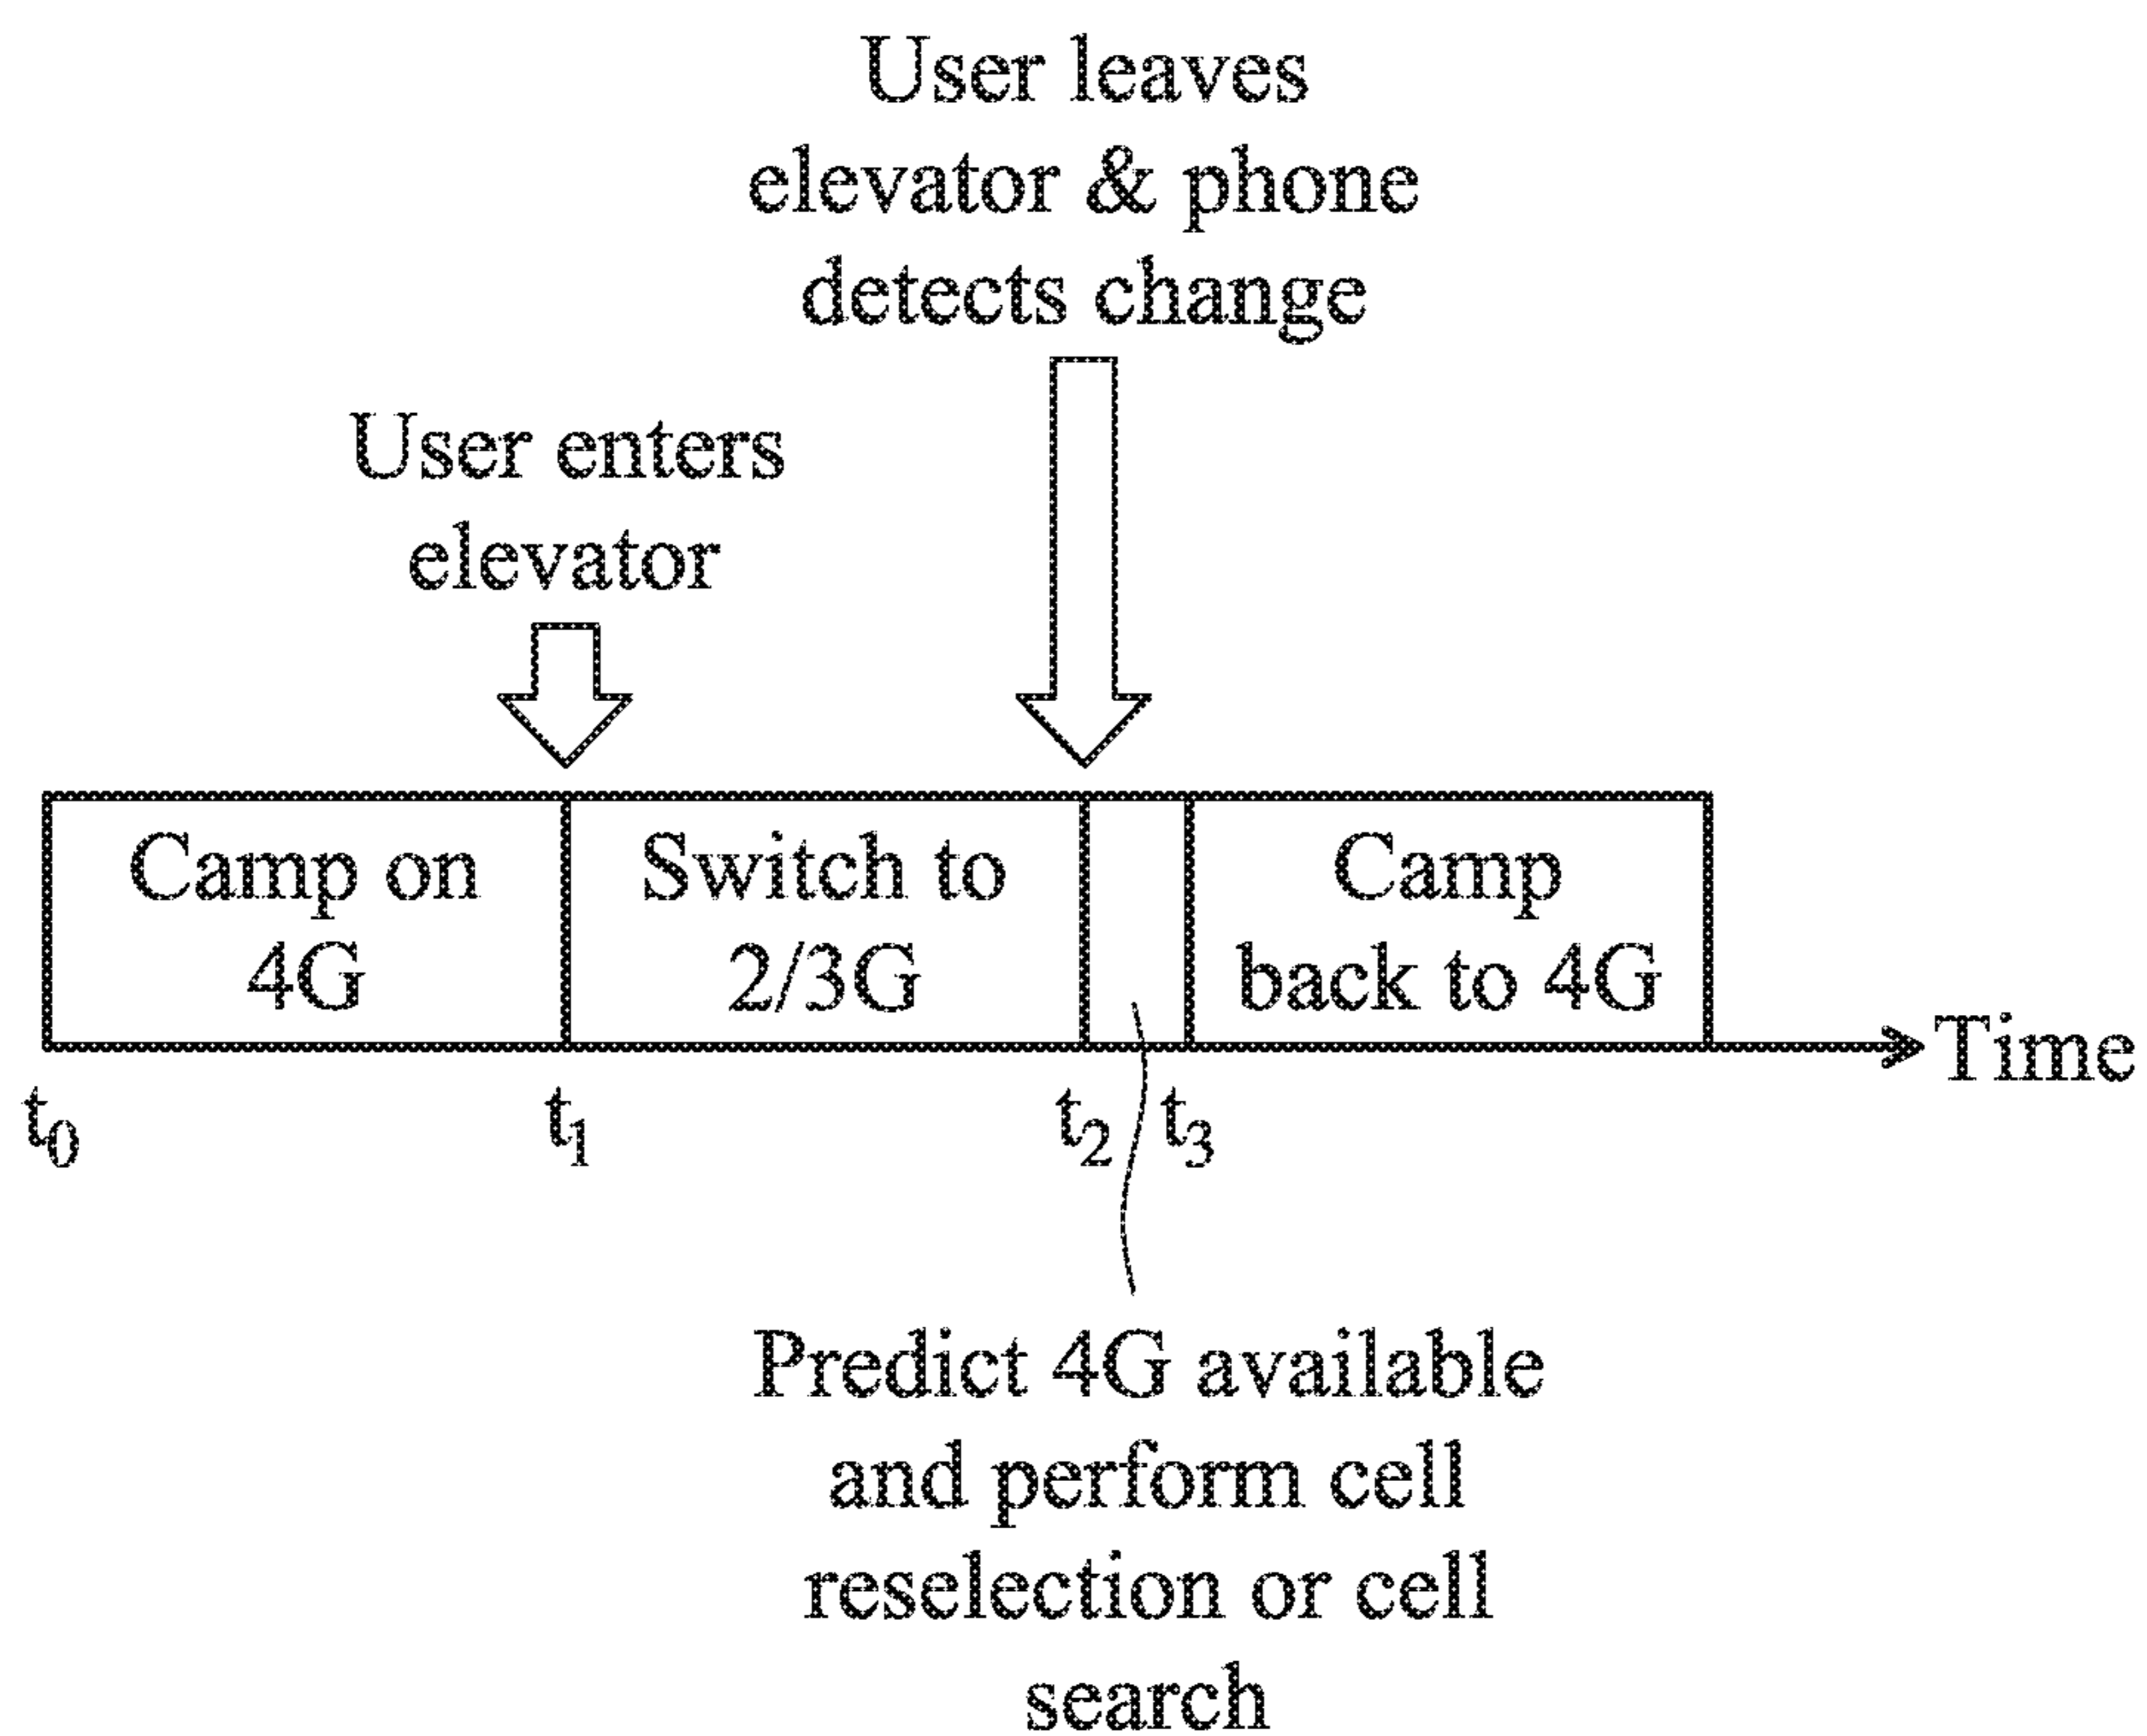 User leaves
elevator & phone
detects change
User enters
elevator
Camp on
4G
Switch to
2/3G
Camp
back to 4G
Time
t0
t1
t2
t3
Predict 4G available
and perform cell
reselection or cell
search